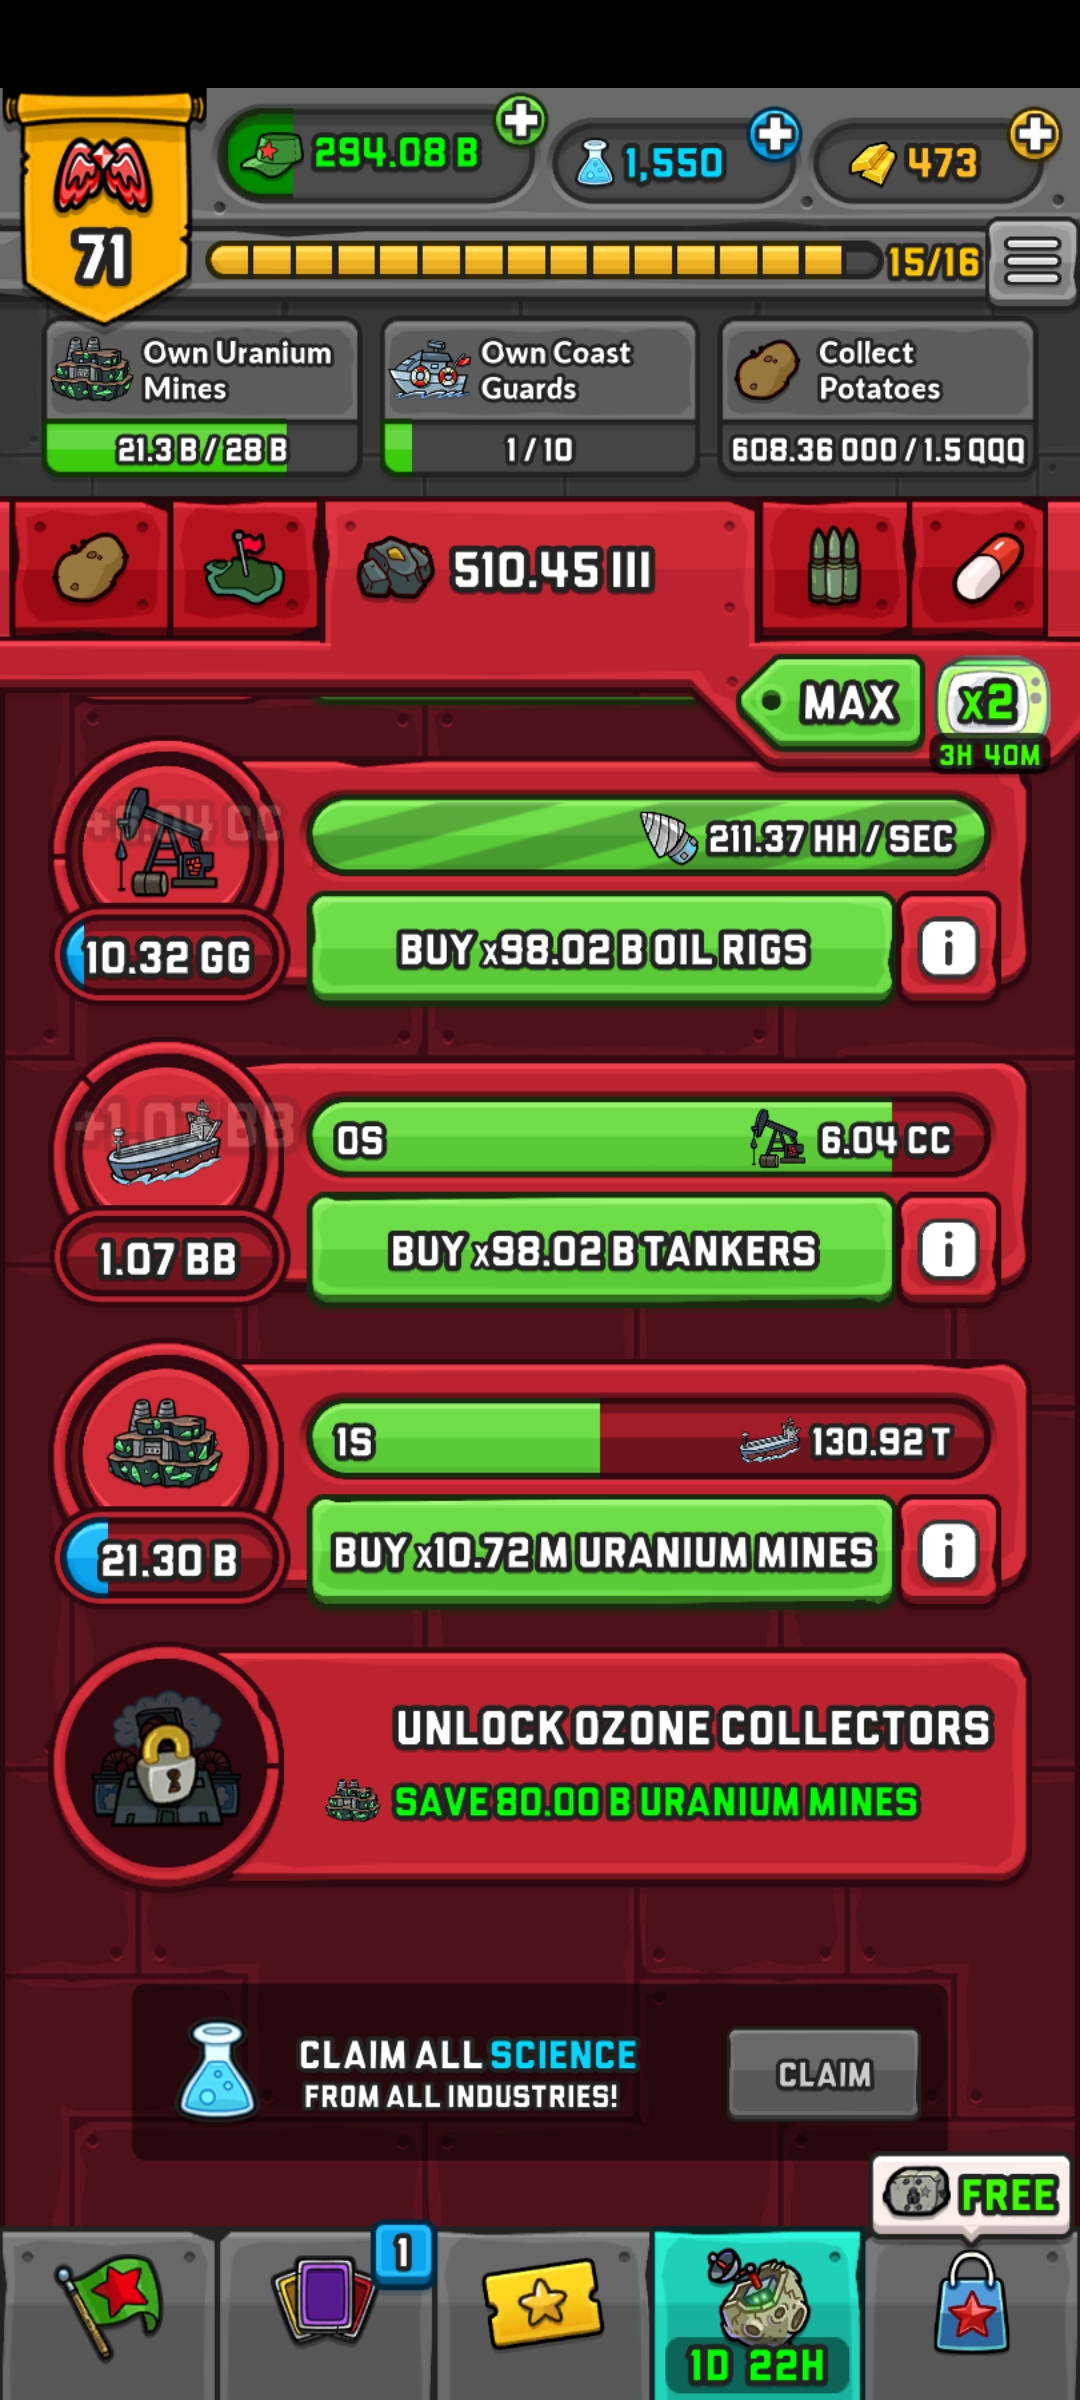 294.08 B
1,550
473
71
15/16
Own Uranium
Mines
21.3 B / 28 B
Own Coast
Guards
1 / 10
Collect
Potatoes
608.36 OOO / 1.5 QQQ
510.45 III
MAX
x2
3H 40M
211.37 HH / SEC
10.32 GG
BUY x98.02 B OIL RIGS
i
0S
6.04 CC
+1.07 BB
1.07 BB
BUY x98.02 B TANKERS
i
1S
130.92 T
21.30 B
BUY x10.72 M URANIUM MINES
i
UNLOCK OZONE COLLECTORS
SAVE 80.00 B URANIUM MINES
CLAIM ALL SCIENCE
FROM ALL INDUSTRIES!
CLAIM
FREE
1
1D 22H